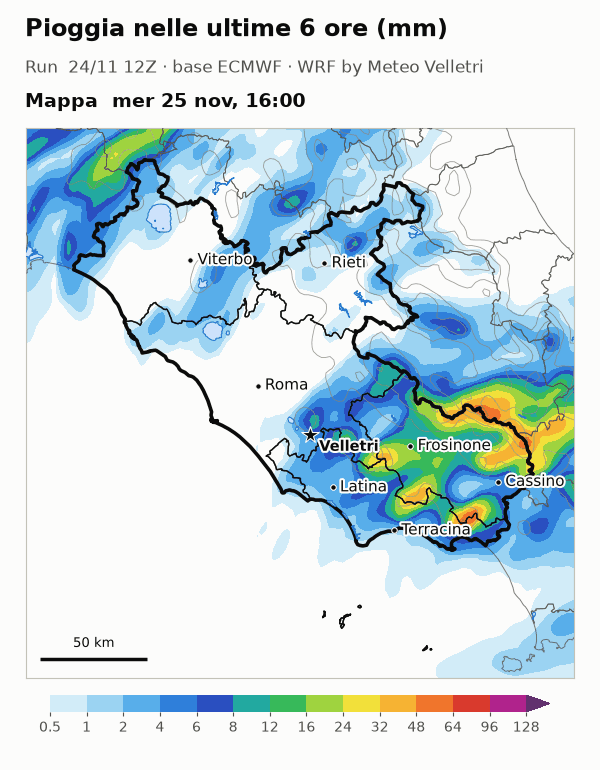 Pioggia nelle ultime 6 ore (mm)
Run  24/11 12Z · base ECMWF · WRF by Meteo Velletri
Mappa  mer 25 nov, 16:00
Viterbo
Rieti
Roma
Velletri
Frosinone
Latina
Cassino
Terracina
50 km
0.5 1 2 4 6 8 12 16 24 32 48 64 96 128